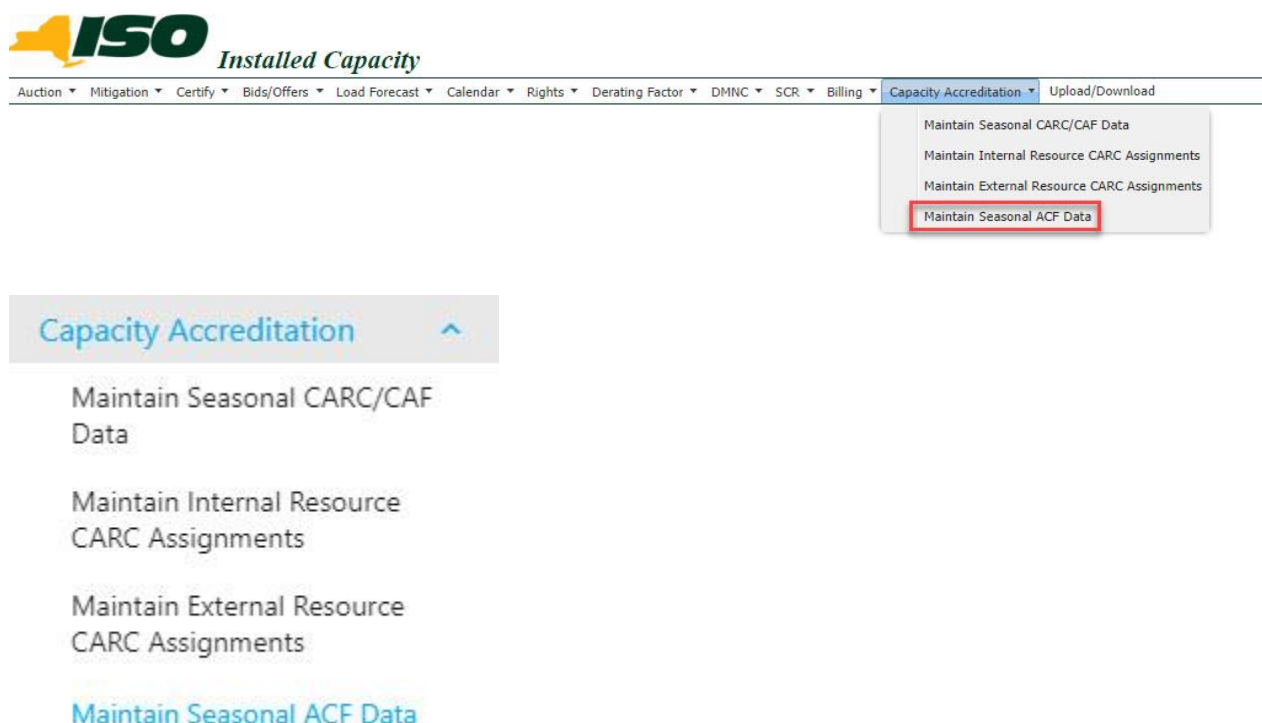 ISO Installed Capacity
Auction Mitigation Certify Bids/Offers Load Forecast Calendar Rights Derating Factor DMNC SCR Billing Capacity Accreditation Upload/Download
Maintain Seasonal CARC/CAF Data
Maintain Internal Resource CARC Assignments
Maintain External Resource CARC Assignments
Maintain Seasonal ACF Data
Capacity Accreditation
Maintain Seasonal CARC/CAF
Data
Maintain Internal Resource
CARC Assignments
Maintain External Resource
CARC Assignments
Maintain Seasonal ACF Data